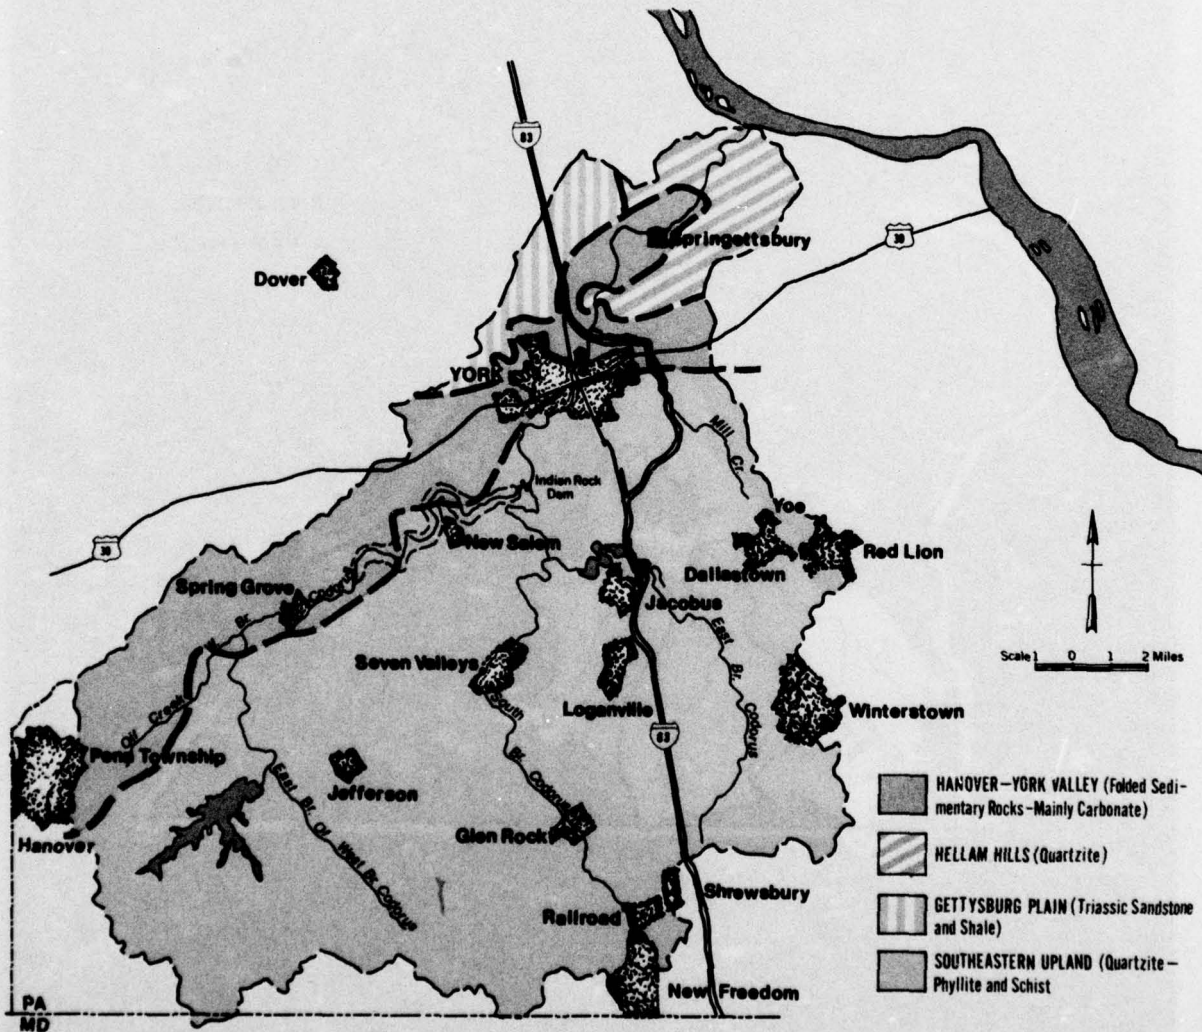 83
Springettsbury
30
Dover
YORK
Mill
Cr.
Indian Rock
Dam
Yoe
30
New Salem
Red Lion
Dallastown
Spring Grove
Br.
Codorus
Jacobus
East
Br.
Codorus
Scale 1 0 1 2 Miles
Seven Valleys
South
Br. Codorus
Loganville
Winterstown
83
Oil Creek
Penn Township
Hanover
Jefferson
East Br. Of West Br. Codorus
Glen Rock
Shrewsbury
Railroad
New Freedom
PA
MD
HANOVER-YORK VALLEY (Folded Sedi-
mentary Rocks-Mainly Carbonate)
HELLAM HILLS (Quartzite)
GETTYSBURG PLAIN (Triassic Sandstone
and Shale)
SOUTHEASTERN UPLAND (Quartzite-
Phyllite and Schist